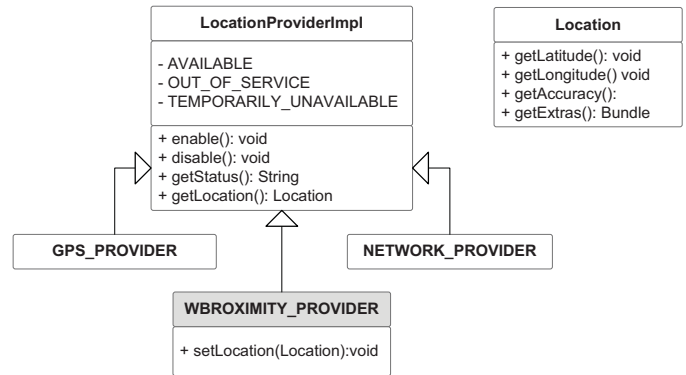 LocationProviderImpl
- AVAILABLE
- OUT_OF_SERVICE
- TEMPORARILY_UNAVAILABLE
+ enable(): void
+ disable(): void
+ getStatus(): String
+ getLocation(): Location
Location
+ getLatitude(): void
+ getLongitude() void
+ getAccuracy():
+ getExtras(): Bundle
GPS_PROVIDER
NETWORK_PROVIDER
WBROXIMITY_PROVIDER
+ setLocation(Location):void